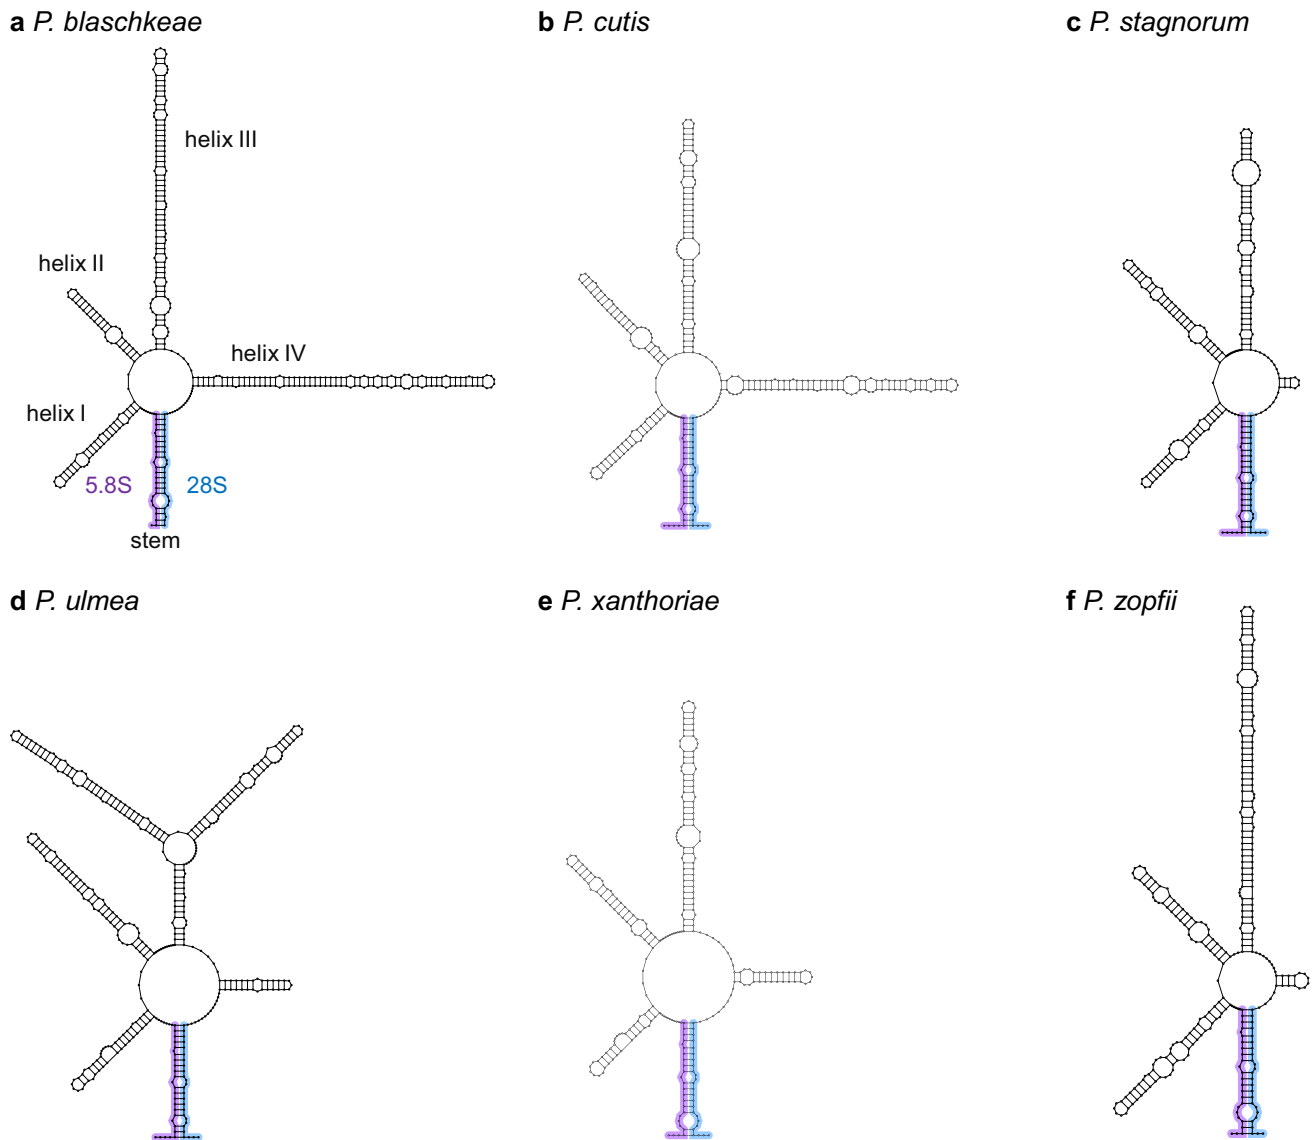 a P. blaschkeae
b P. cutis
c P. stagnorum
helix III
helix II
helix IV
helix I
5.8S
28S
stem
d P. ulmea
e P. xanthoriae
f P. zopfii